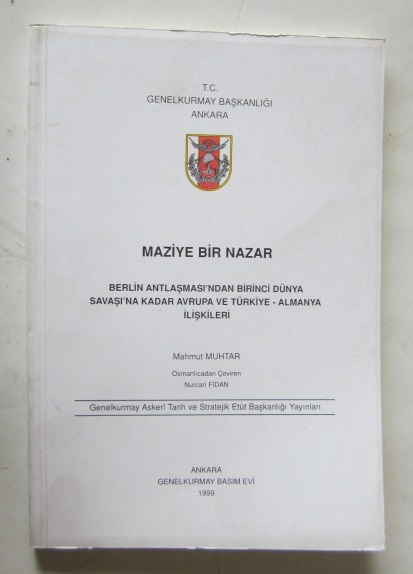 T.C.
GENELKURMAY BAŞKANLIĞI
ANKARA
MAZİYE BİR NAZAR
BERLİN ANTLAŞMASI'NDAN BİRİNCİ DÜNYA
SAVAŞI'NA KADAR AVRUPA VE TÜRKİYE - ALMANYA
İLİŞKİLERİ
Mahmut MUHTAR
Osmanlıcadan Çeviren
Nurcan FİDAN
Genelkurmay Askerî Tarih ve Stratejik Etüt Başkanlığı Yayınları
ANKARA
GENELKURMAY BASIM EVİ
1999